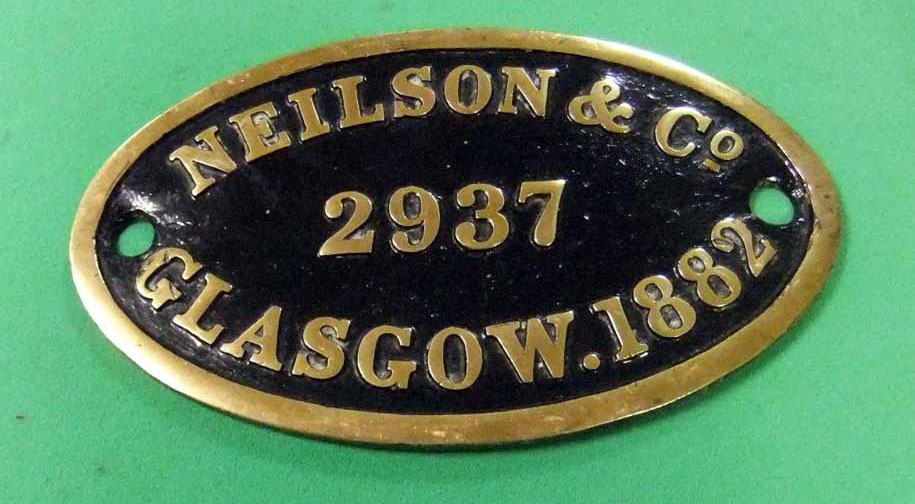 NEILSON & Co
2937
GLASGOW. 1882